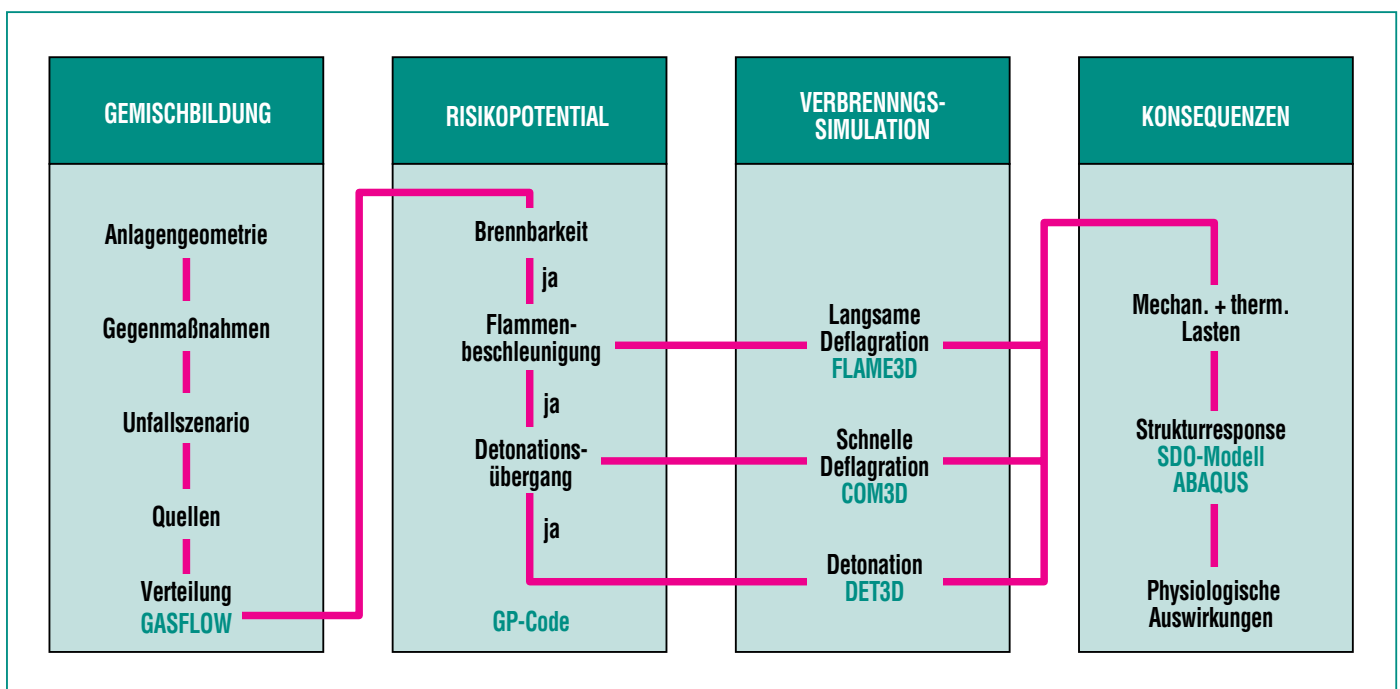 GEMISCHBILDUNG
Anlagengeometrie
Gegenmaßnahmen
Unfallszenario
Quellen
Verteilung
GASFLOW
RISIKOPOTENTIAL
Brennbarkeit
ja
Flammen-
beschleunigung
ja
Detonations-
übergang
ja
GP-Code
VERBRENNNGS-
SIMULATION
Langsame
Deflagration
FLAME3D
Schnelle
Deflagration
COM3D
Detonation
DET3D
KONSEQUENZEN
Mechan. + therm.
Lasten
Strukturresponse
SDO-Modell
ABAQUS
Physiologische
Auswirkungen